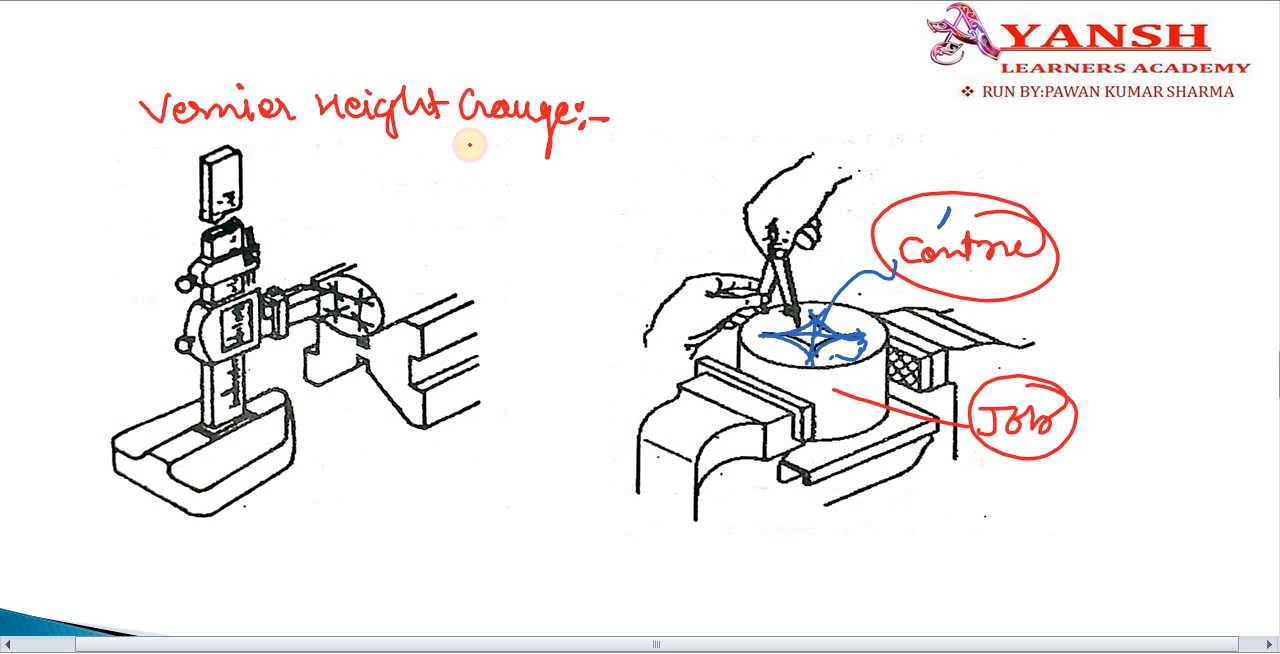 AYANSH
LEARNERS ACADEMY
❖ RUN BY:PAWAN KUMAR SHARMA
Vernier Height Gauge:-
Centre
Job